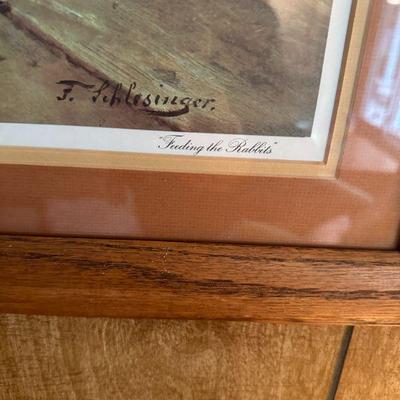 F. Schlesinger.
"Feeding the Rabbits"